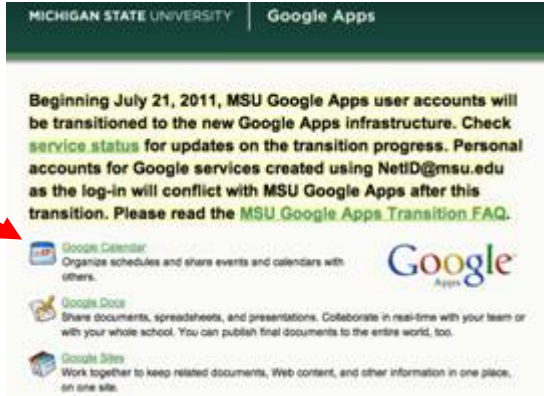 MICHIGAN STATE UNIVERSITY | Google Apps
Beginning July 21, 2011, MSU Google Apps user accounts will
be transitioned to the new Google Apps infrastructure. Check
service status for updates on the transition progress. Personal
accounts for Google services created using NetID@msu.edu
as the log-in will conflict with MSU Google Apps after this
transition. Please read the MSU Google Apps Transition FAQ.
Google Calendar
Organize schedules and share events and calendars with
others.
Google Apps
Google Docs
Share documents, spreadsheets, and presentations. Collaborate in real-time with your team or
with your whole school. You can publish final documents to the entire world, too.
Google Sites
Work together to keep related documents, Web content, and other information in one place,
on one site.